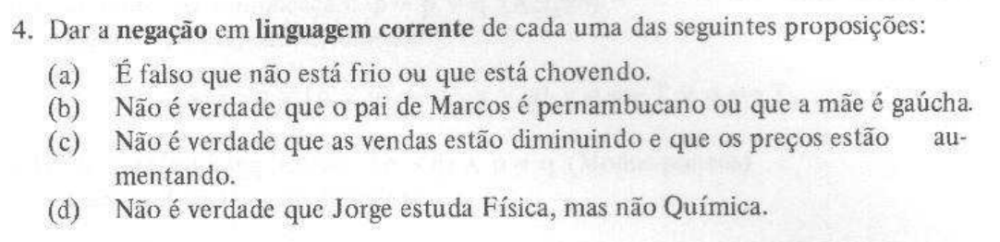 4. Dar a negação em linguagem corrente de cada uma das seguintes proposições:
(a) É falso que não está frio ou que está chovendo.
(b) Não é verdade que o pai de Marcos é pernambucano ou que a mãe é gaúcha.
(c) Não é verdade que as vendas estão diminuindo e que os preços estão au-
mentando.
(d) Não é verdade que Jorge estuda Física, mas não Química.